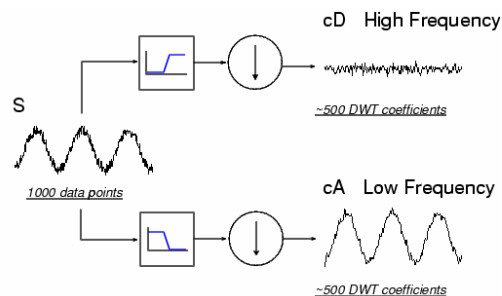 cD High Frequency
~500 DWT coefficients
S
1000 data points
cA Low Frequency
~500 DWT coefficients